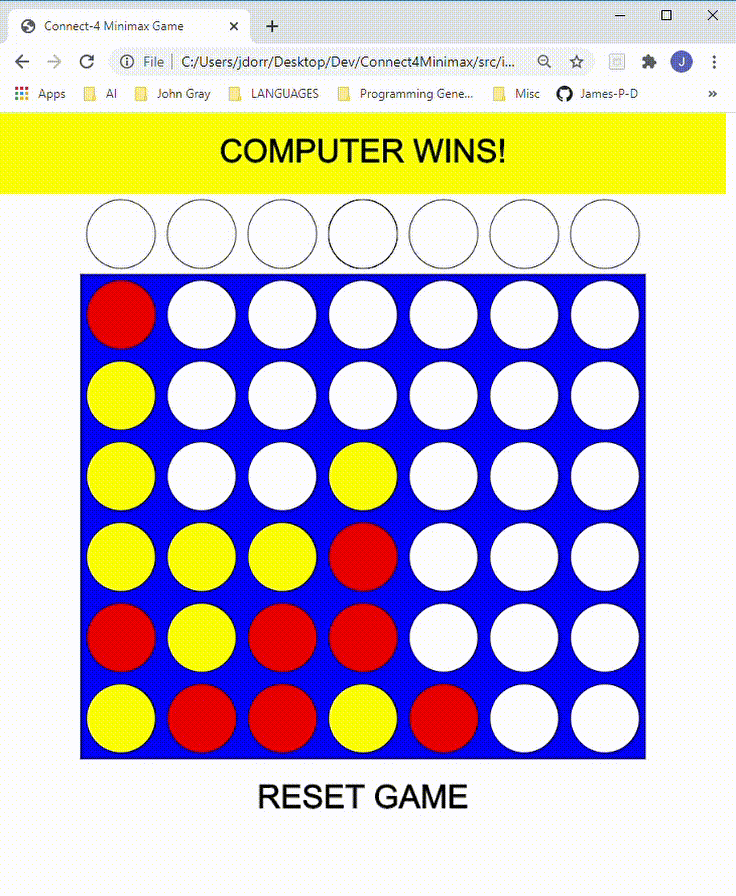 Connect-4 Minimax Game
File | C:/Users/jdorr/Desktop/Dev/Connect4Minimax/src/i...
J
Apps AI John Gray LANGUAGES Programming Gene... Misc James-P-D »
COMPUTER WINS!
RESET GAME